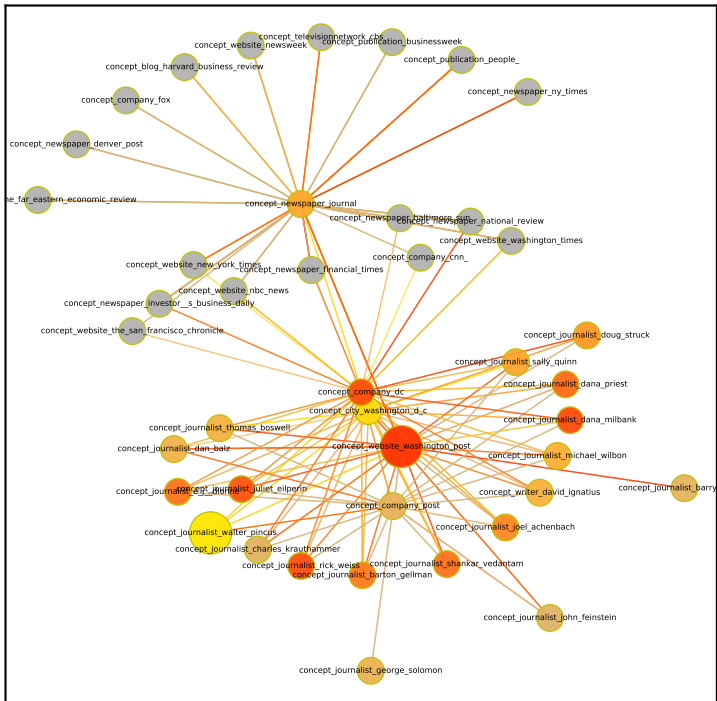 concept_televisionnetwork_cbs
concept_publication_businessweek
concept_website_newsweek
concept_publication_people_
concept_blog_harvard_business_review
concept_newspaper_ny_times
concept_company_fox
concept_newspaper_denver_post
he_far_eastern_economic_review
concept_newspaper_journal
concept_newspaper_baltimore_sun
concept_newspaper_national_review
concept_website_washington_times
concept_company_cnn_
concept_website_new_york_times
concept_newspaper_financial_times
concept_website_nbc_news
concept_newspaper_investor__s_business_daily
concept_website_the_san_francisco_chronicle
concept_journalist_doug_struck
concept_journalist_sally_quinn
concept_journalist_dana_priest
concept_company_dc
concept_city_washington_d_c
concept_journalist_dana_milbank
concept_journalist_thomas_boswell
concept_website_washington_post
concept_journalist_dan_balz
concept_journalist_michael_wilbon
concept_journalist_e_j__dionne
concept_journalist_juliet_eilperin
concept_writer_david_ignatius
concept_journalist_barry
concept_company_post
concept_journalist_joel_achenbach
concept_journalist_walter_pincus
concept_journalist_charles_krauthammer
concept_journalist_rick_weiss
concept_journalist_shankar_vedantam
concept_journalist_barton_gellman
concept_journalist_john_feinstein
concept_journalist_george_solomon